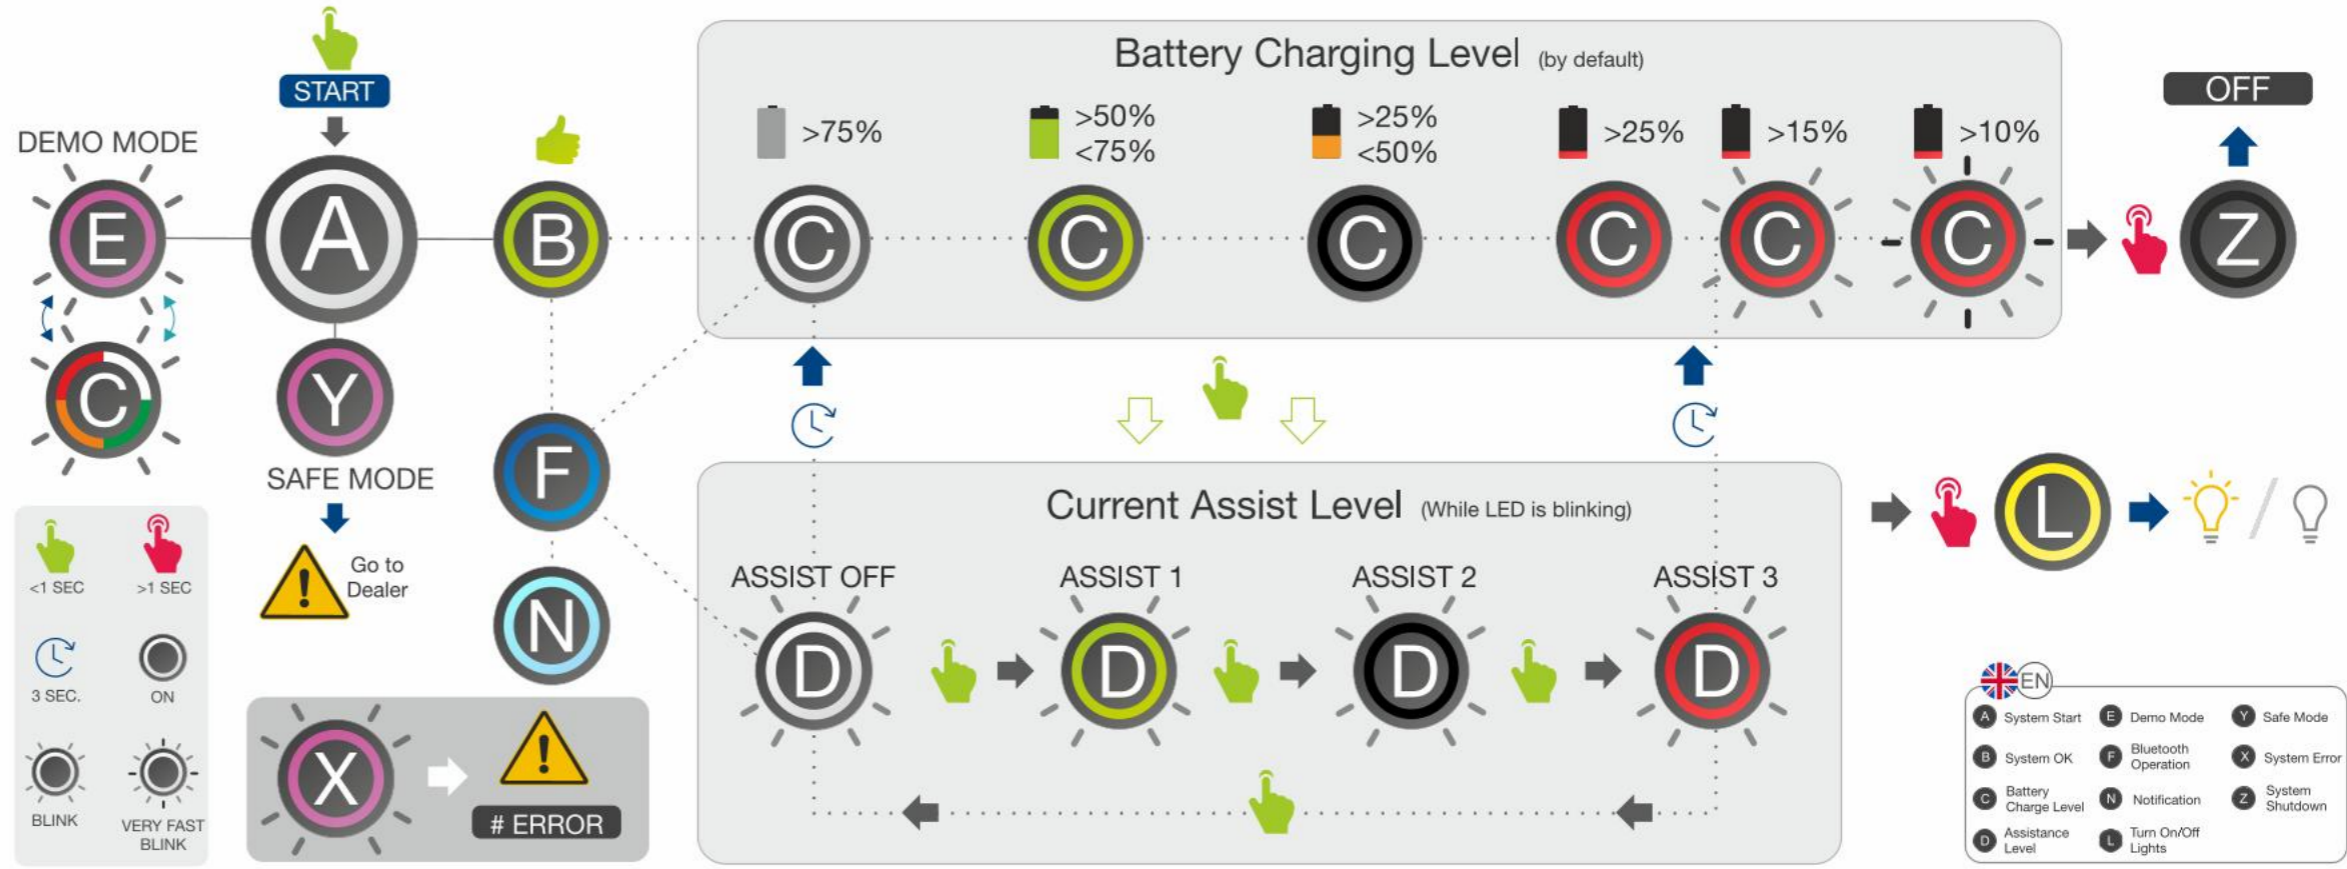 START
DEMO MODE
E
A
B
C
Y
SAFE MODE
Go to
Dealer
F
N
<1 SEC
>1 SEC
3 SEC.
ON
BLINK
VERY FAST
BLINK
X
# ERROR
Battery Charging Level (by default)
>75%
>50%
<75%
>25%
<50%
>25%
>15%
>10%
C
C
C
C
C
C
OFF
Z
Current Assist Level (While LED is blinking)
ASSIST OFF
ASSIST 1
ASSIST 2
ASSIST 3
D
D
D
D
L
EN
A System Start
E Demo Mode
Y Safe Mode
B System OK
F Bluetooth
Operation
X System Error
C Battery
Charge Level
N Notification
Z System
Shutdown
D Assistance
Level
L Turn On/Off
Lights